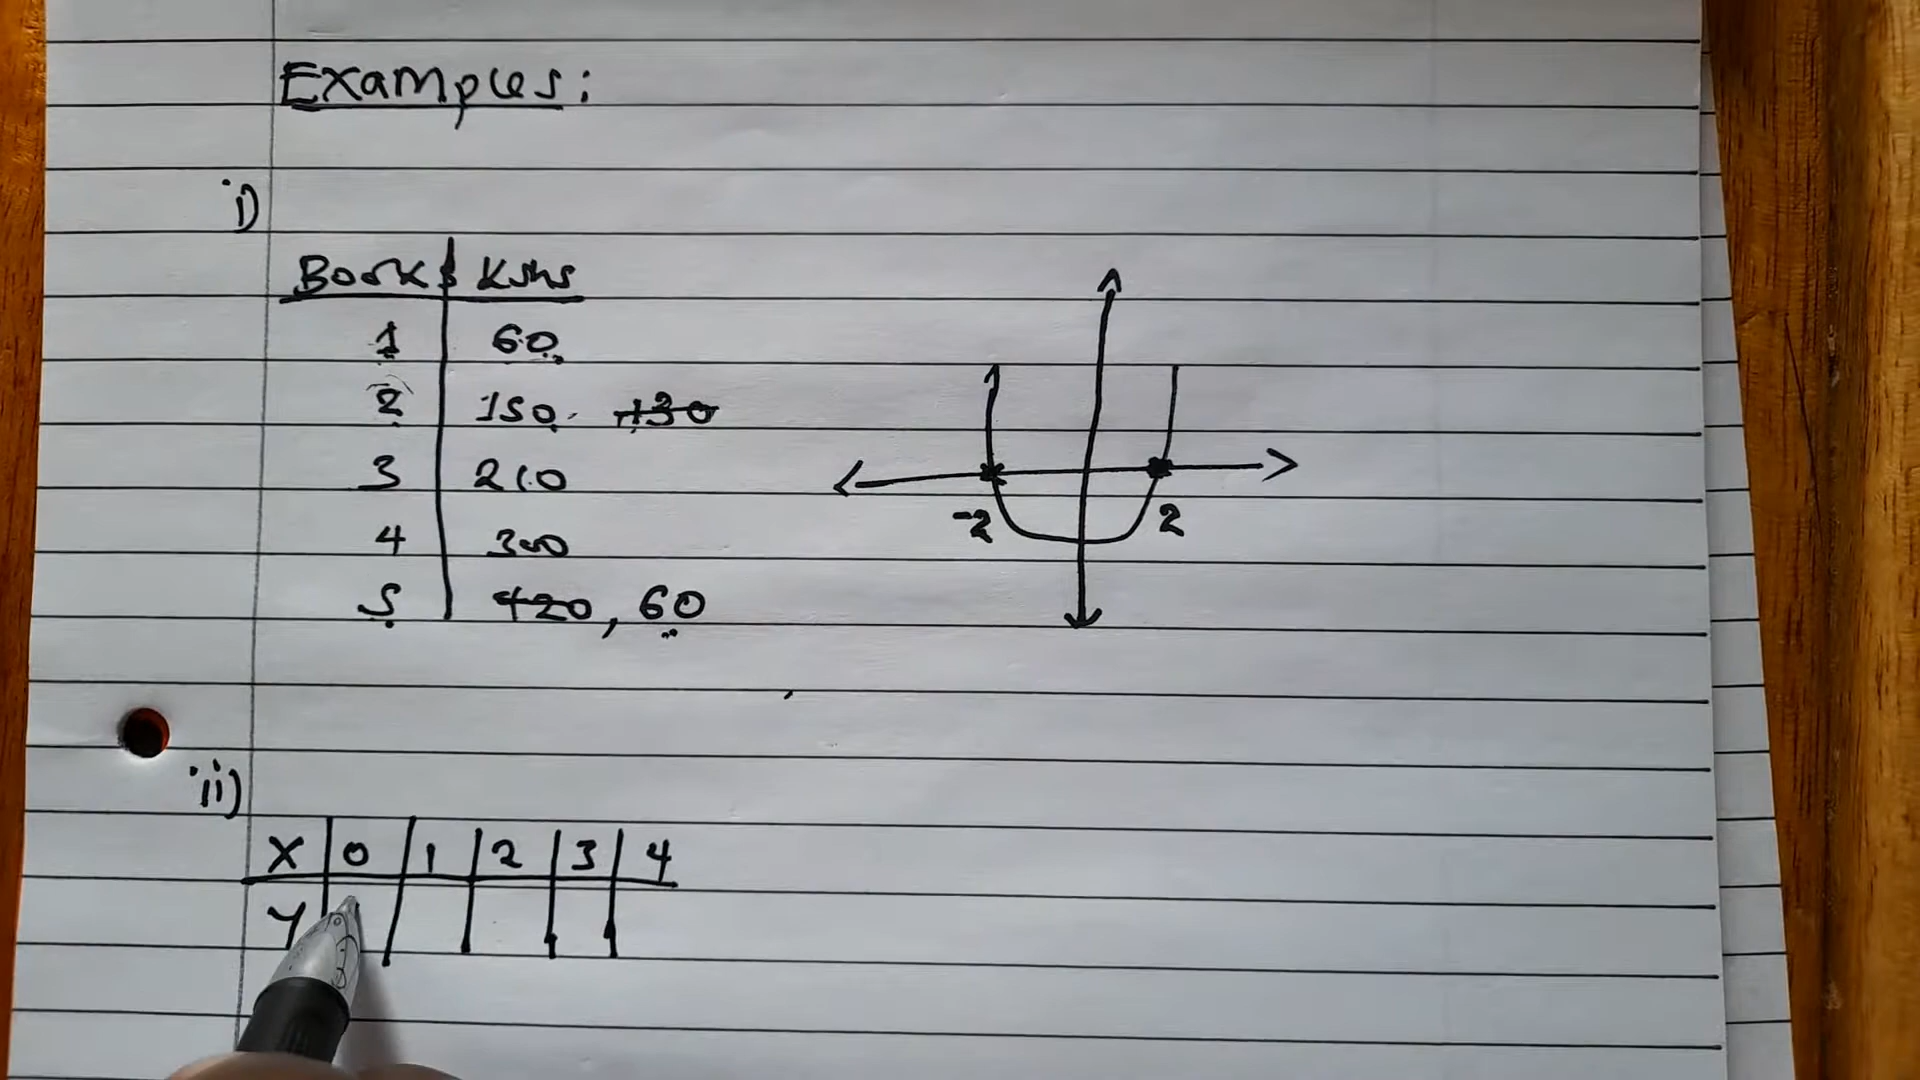 Examples:
i)
Books Kshs
1 60
2 150 130
3 210
4 300
5 420, 60
-2 2
ii)
X 0 1 2 3 4
Y